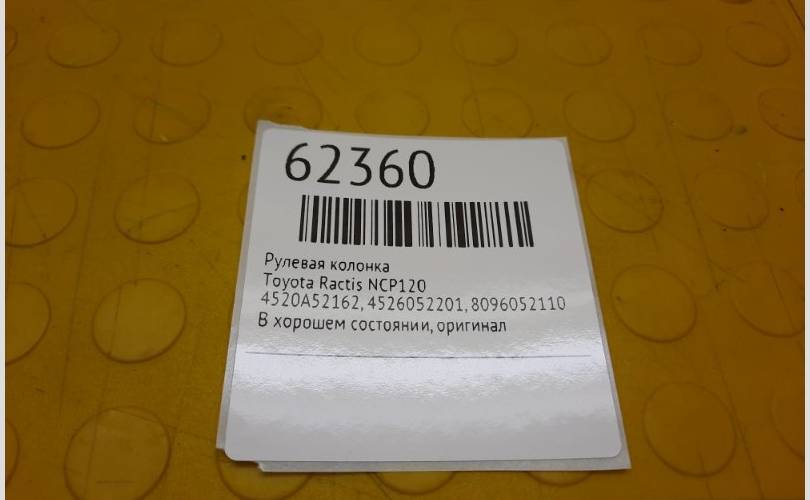 62360
Рулевая колонка
Toyota Ractis NCP120
4520A52162, 4526052201, 8096052110
В хорошем состоянии, оригинал